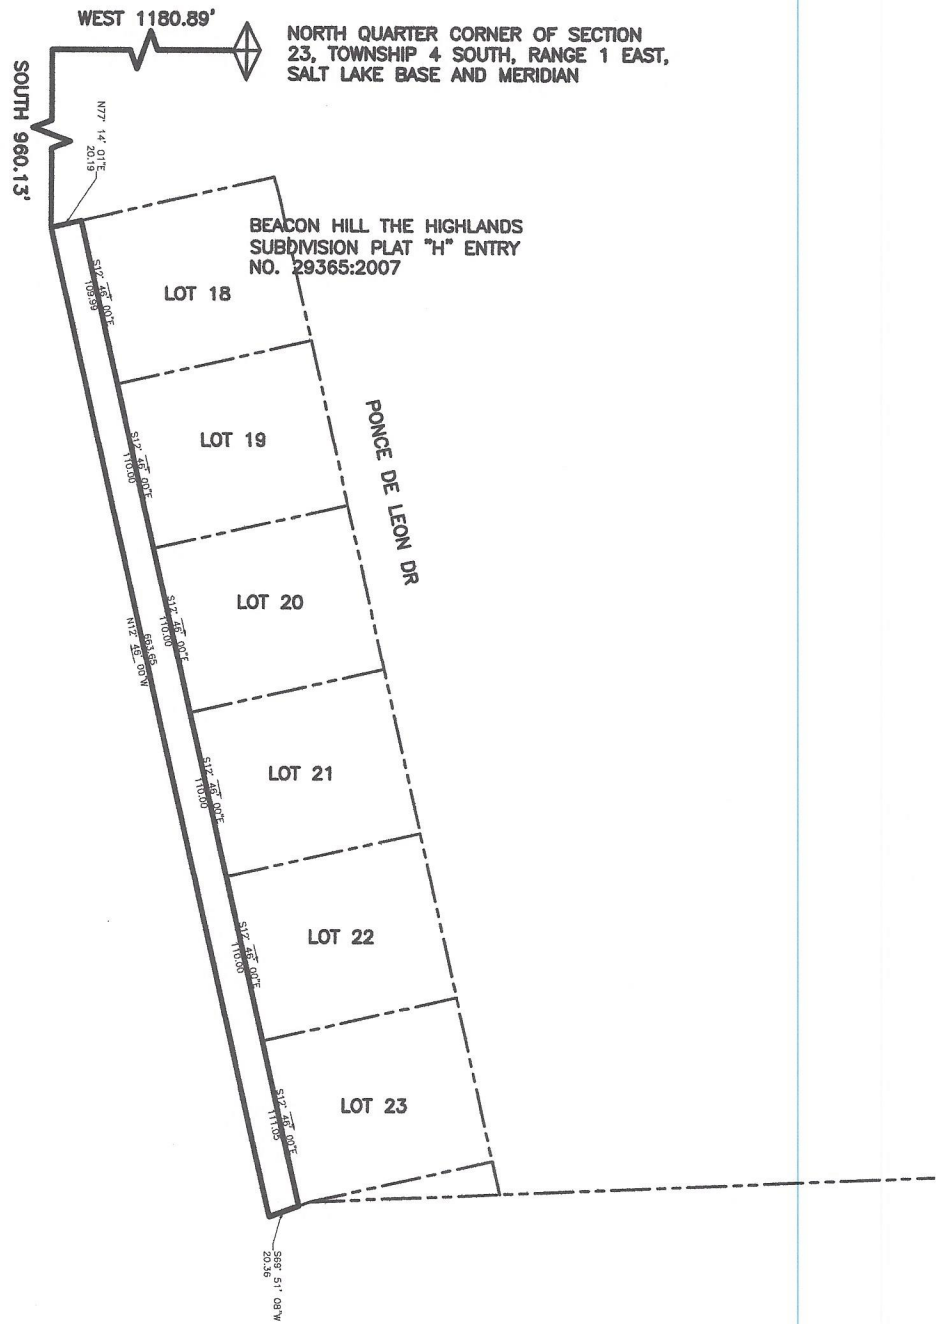 WEST 1180.89'
NORTH QUARTER CORNER OF SECTION
23, TOWNSHIP 4 SOUTH, RANGE 1 EAST,
SALT LAKE BASE AND MERIDIAN
SOUTH 960.13'
N77° 14' 01"E
20.19
BEACON HILL THE HIGHLANDS
SUBDIVISION PLAT "H" ENTRY
NO. 29365:2007
S12° 46' 00"E
109.99
LOT 18
PONCE DE LEON DR
S12° 46' 00"E
110.00
LOT 19
S12° 46' 00"E
110.00
LOT 20
663.65
N12° 46' 00"W
S12° 46' 00"E
110.00
LOT 21
S12° 46' 00"E
110.00
LOT 22
S12° 46' 00"E
111.05
LOT 23
S69° 51' 08"W
20.36